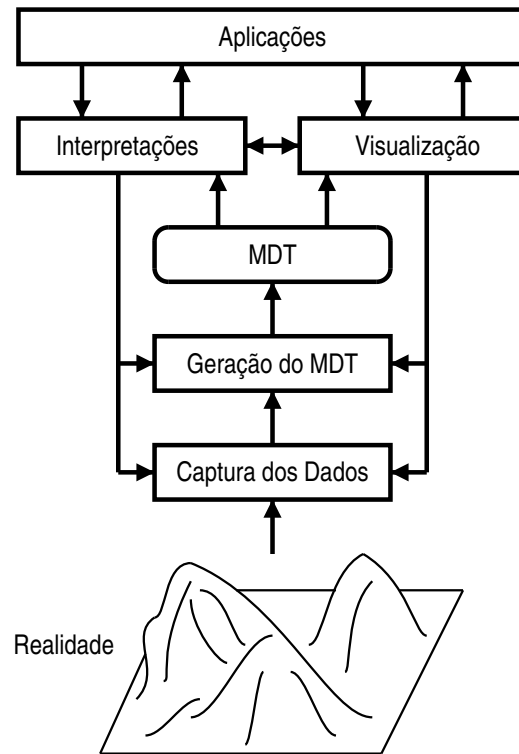 Aplicações
Interpretações
Visualização
MDT
Geração do MDT
Captura dos Dados
Realidade